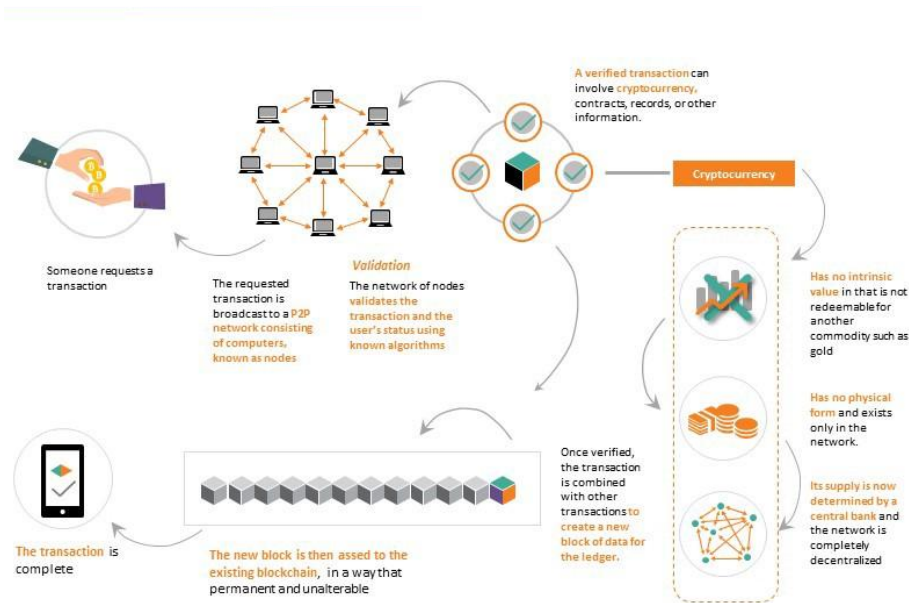 A verified transaction can
involve cryptocurrency,
contracts, records, or other
information.
Cryptocurrency
Someone requests a
transaction
The requested
transaction is
broadcast to a P2P
network consisting
of computers,
known as nodes
Validation
The network of nodes
validates the
transaction and the
user's status using
known algorithms
Has no intrinsic
value in that is not
redeemable for
another
commodity such as
gold
Has no physical
form and exists
only in the
network.
Its supply is now
determined by a
central bank and
the network is
completely
decentralized
Once verified,
the transaction
is combined
with other
transactions to
create a new
block of data for
the ledger.
The new block is then assed to the
existing blockchain, in a way that
permanent and unalterable
The transaction is
complete